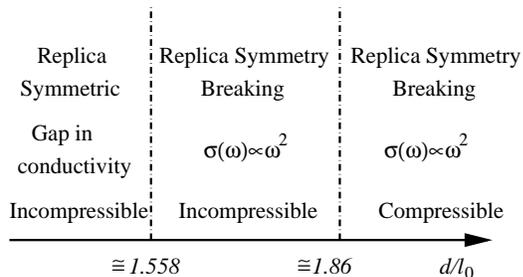 Replica Symmetric
Gap in conductivity
Incompressible
Replica Symmetry Breaking
σ(ω)∝ω²
Incompressible
Replica Symmetry Breaking
σ(ω)∝ω²
Compressible
≅1.558
≅1.86
d/l₀